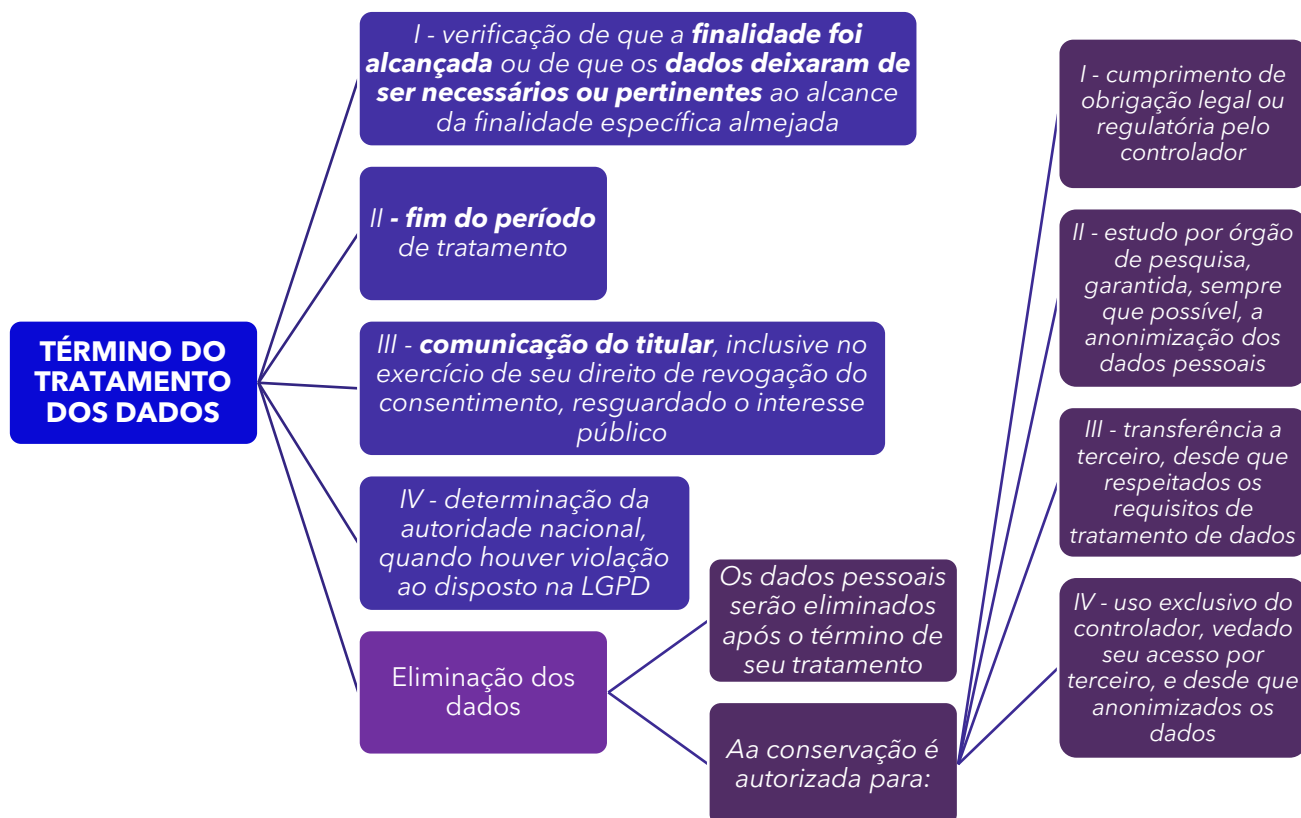 TÉRMINO DO
TRATAMENTO
DOS DADOS
I - verificação de que a finalidade foi
alcançada ou de que os dados deixaram de
ser necessários ou pertinentes ao alcance
da finalidade específica almejada
II - fim do período
de tratamento
III - comunicação do titular, inclusive no
exercício de seu direito de revogação do
consentimento, resguardado o interesse
público
IV - determinação da
autoridade nacional,
quando houver violação
ao disposto na LGPD
Eliminação dos
dados
Os dados pessoais
serão eliminados
após o término de
seu tratamento
Aa conservação é
autorizada para:
I - cumprimento de
obrigação legal ou
regulatória pelo
controlador
II - estudo por órgão
de pesquisa,
garantida, sempre
que possível, a
anonimização dos
dados pessoais
III - transferência a
terceiro, desde que
respeitados os
requisitos de
tratamento de dados
IV - uso exclusivo do
controlador, vedado
seu acesso por
terceiro, e desde que
anonimizados os
dados